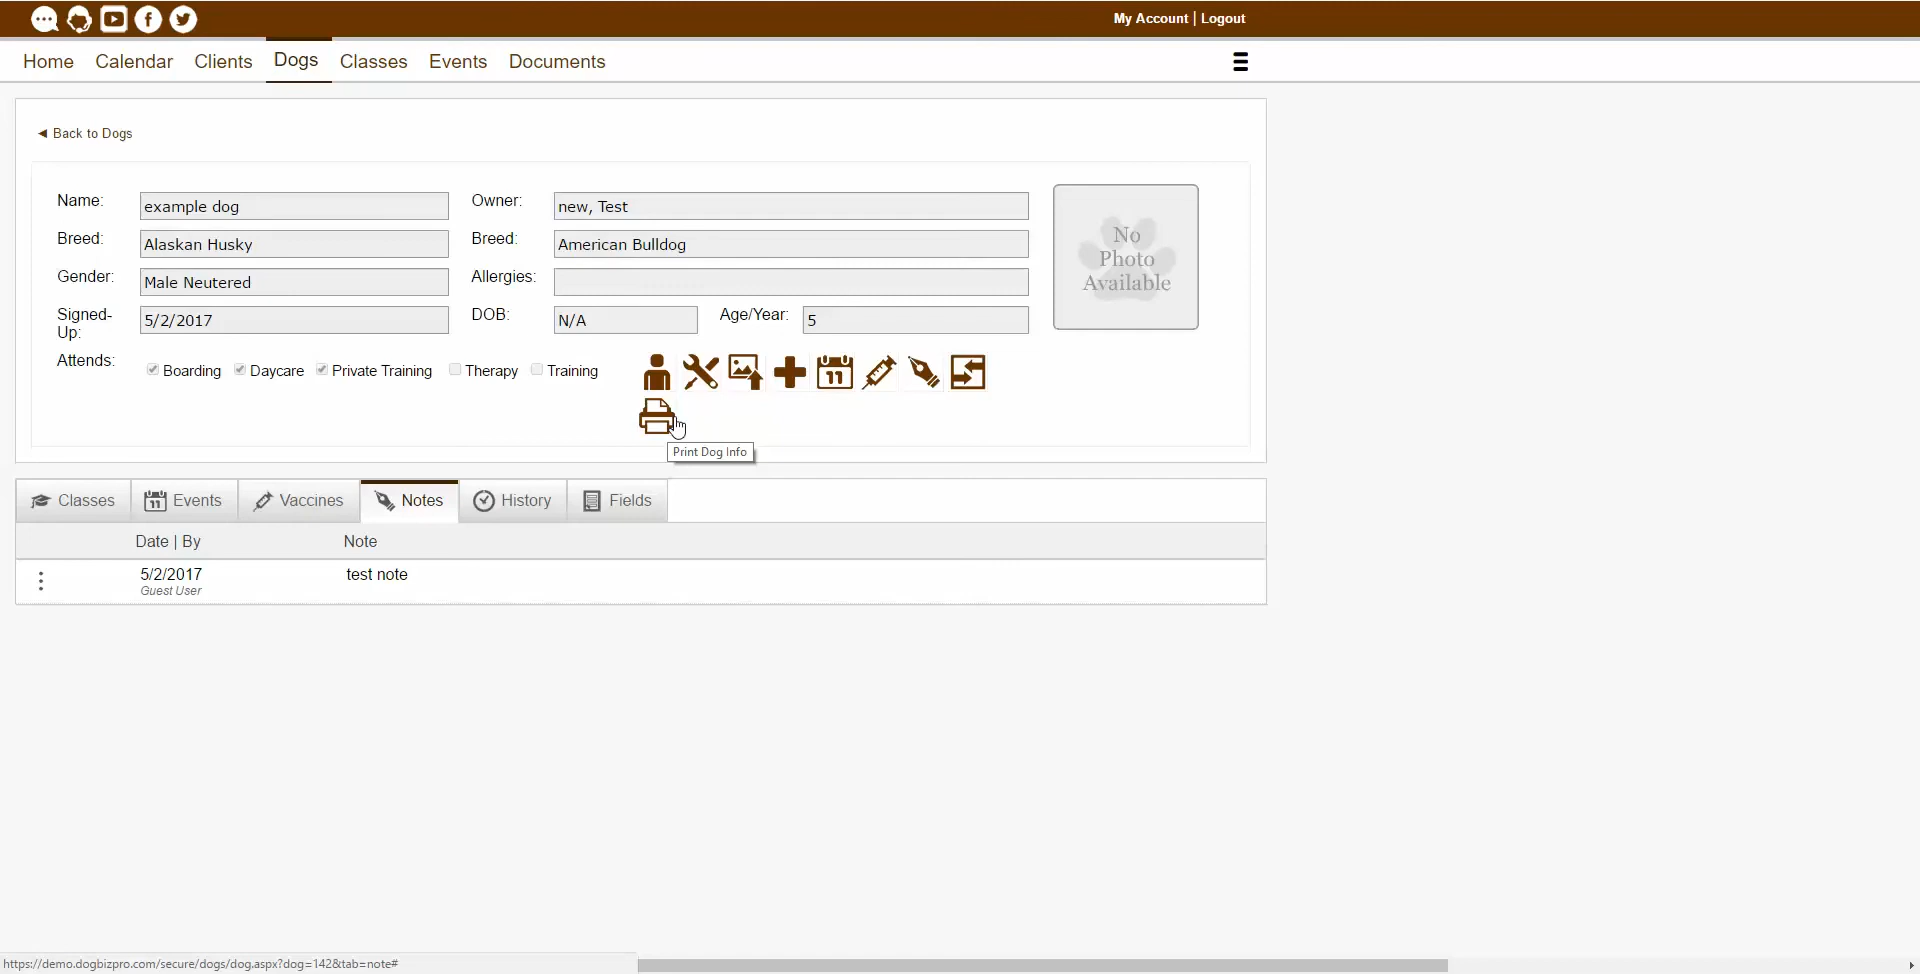 My Account | Logout
Home Calendar Clients Dogs Classes Events Documents
◄ Back to Dogs
Name: example dog Owner: new, Test
Breed: Alaskan Husky Breed: American Bulldog
Gender: Male Neutered Allergies:
Signed-Up: 5/2/2017 DOB: N/A Age/Year: 5
No
Photo
Available
Attends: Boarding Daycare Private Training Therapy Training
11
Print Dog Info
Classes 11 Events Vaccines Notes History Fields
Date | By Note
5/2/2017 test note
Guest User
https://demo.dogbizpro.com/secure/dogs/dog.aspx?dog=142&tab=note#